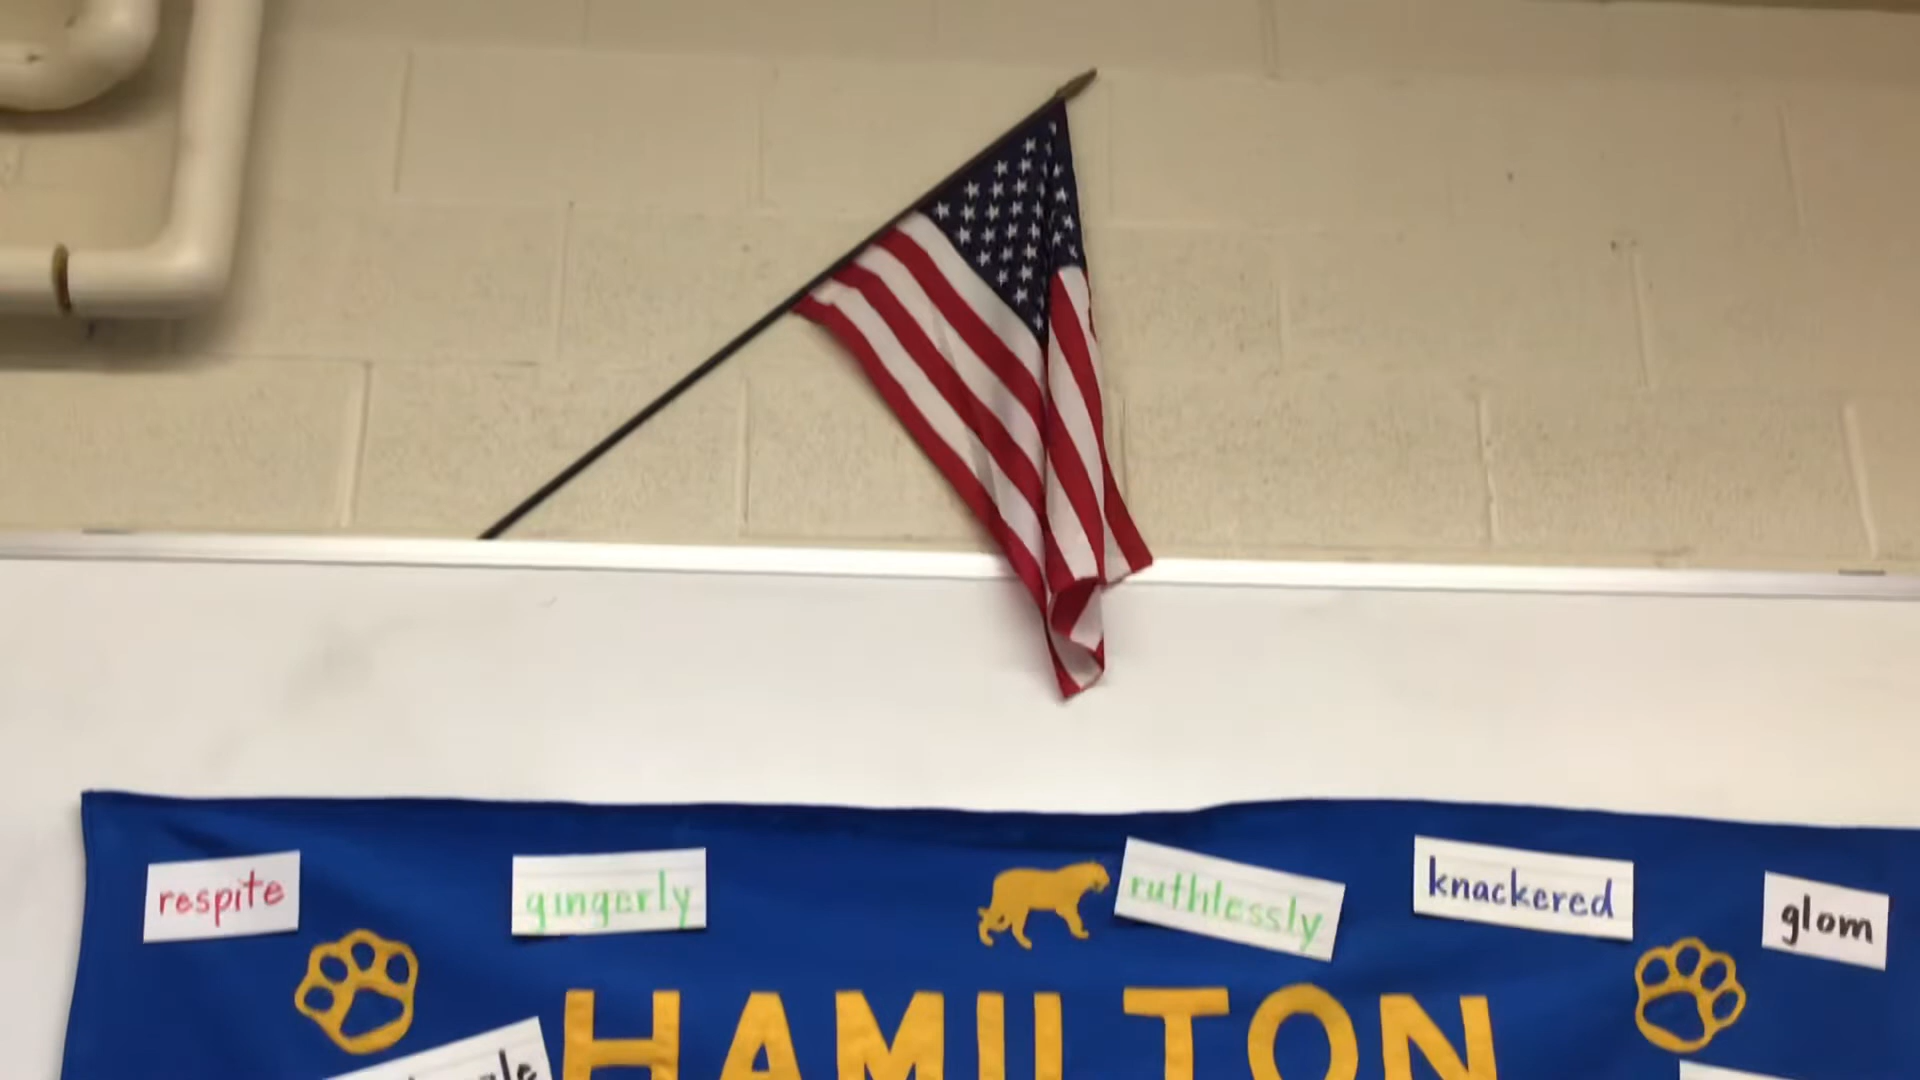 respite
gingerly
ruthlessly
knackered
glom
HAMILTON